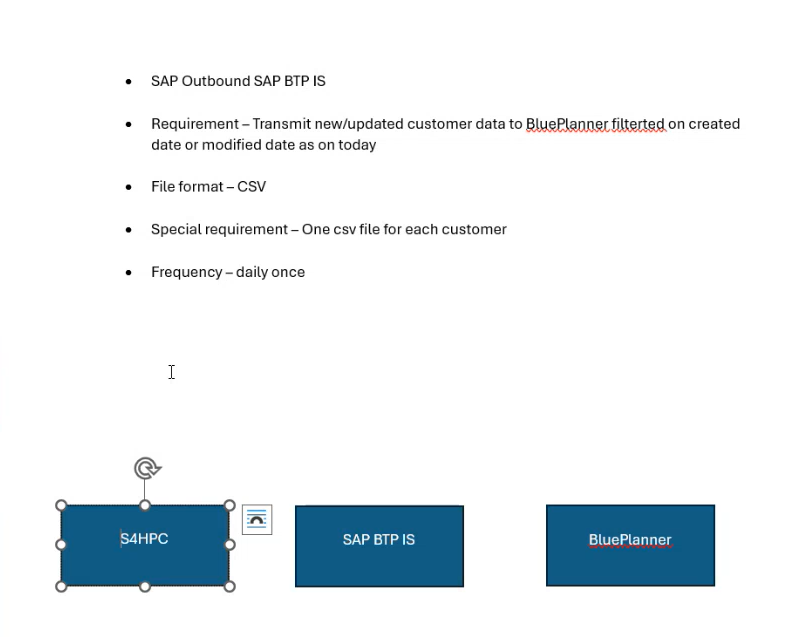 • SAP Outbound SAP BTP IS
• Requirement – Transmit new/updated customer data to BluePlanner filterted on created
date or modified date as on today
• File format – CSV
• Special requirement – One csv file for each customer
• Frequency – daily once
S4HPC
SAP BTP IS
BluePlanner